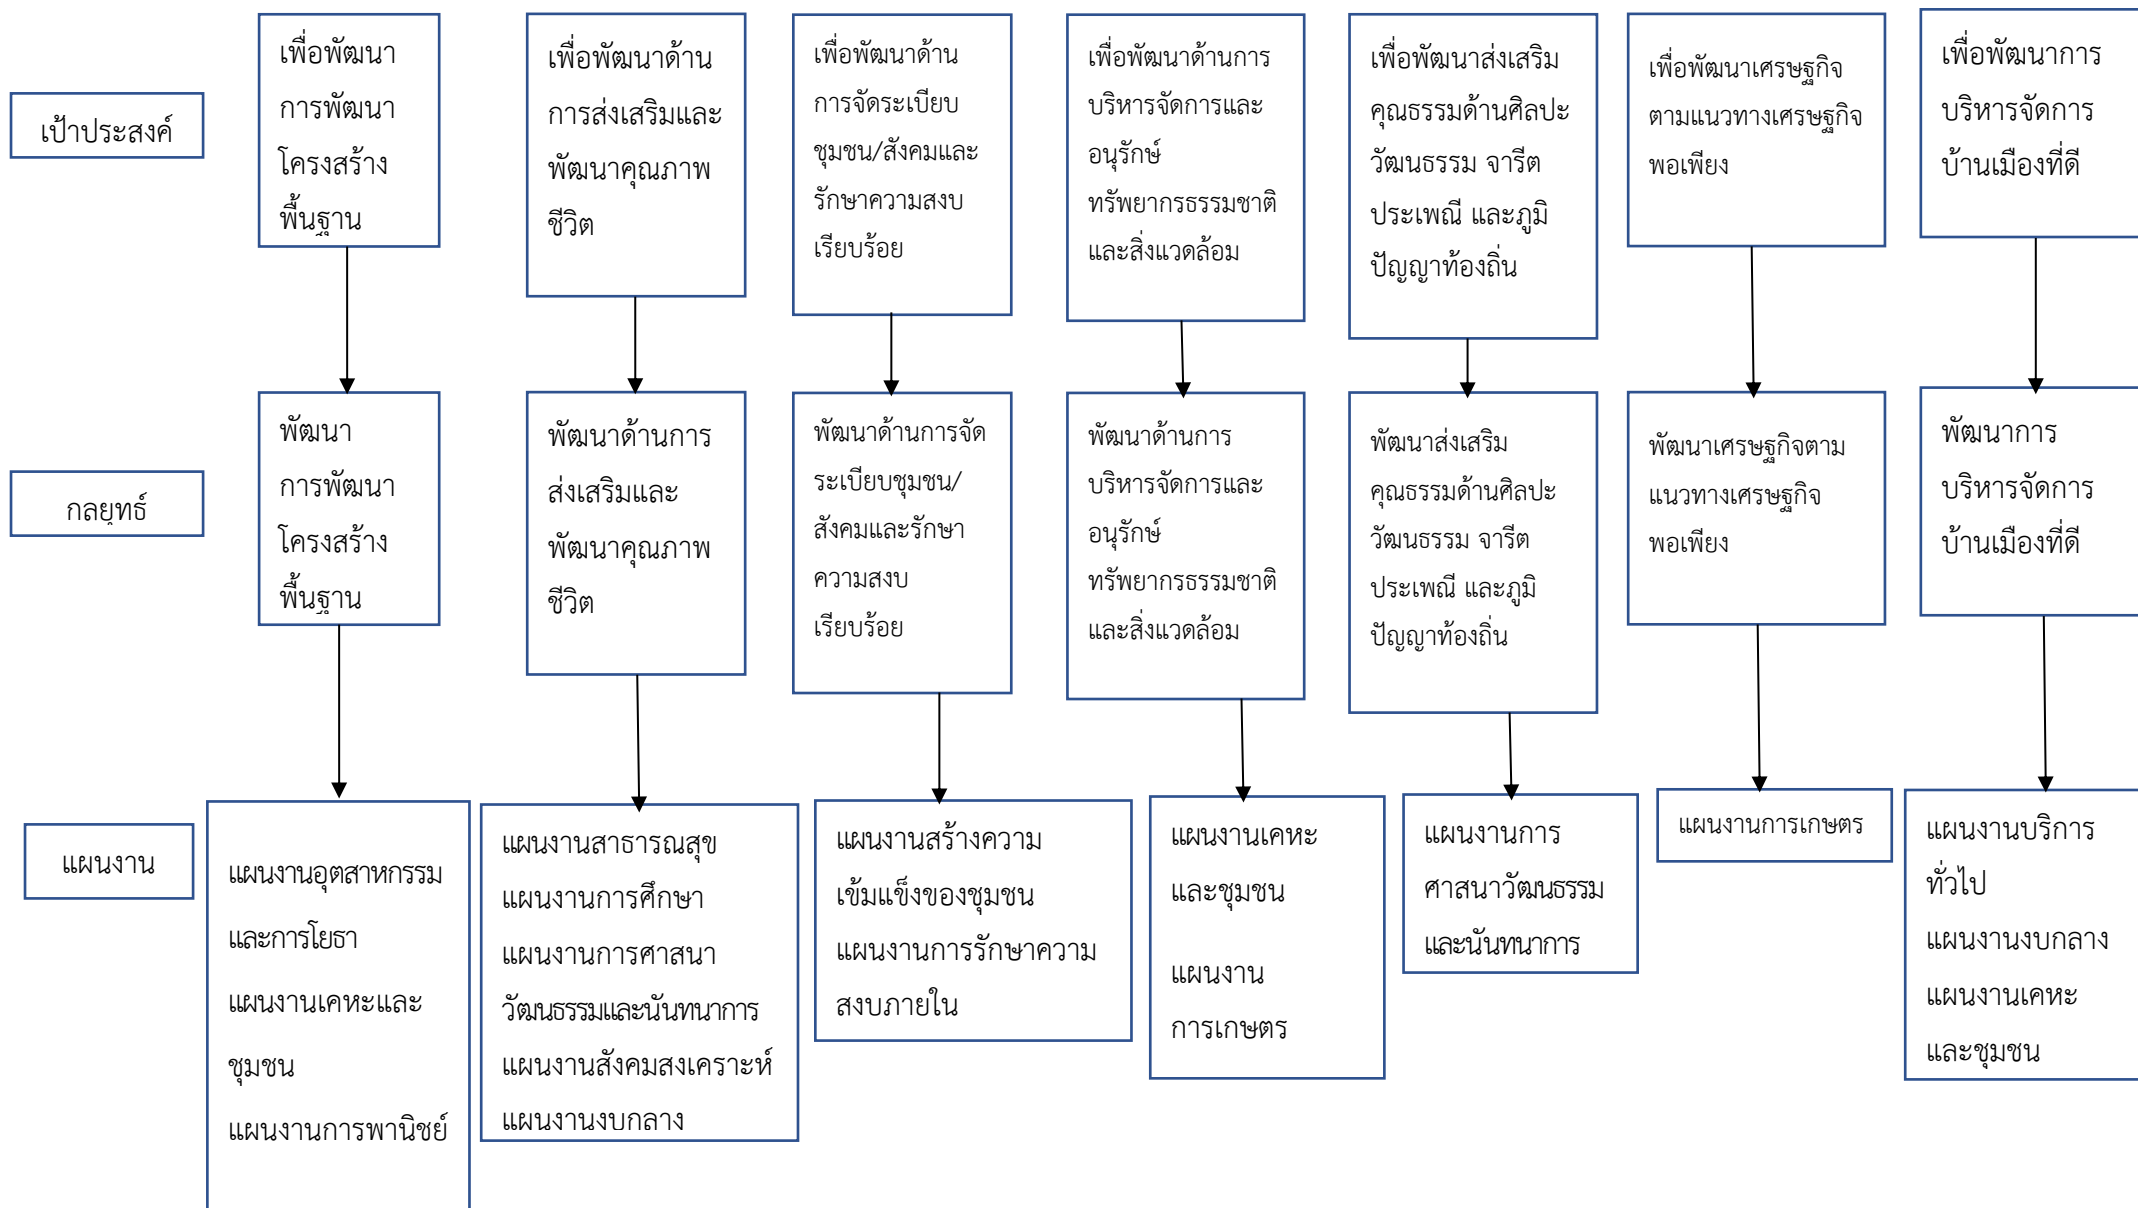 เป้าประสงค์
เพื่อพัฒนา
การพัฒนา
โครงสร้าง
พื้นฐาน
เพื่อพัฒนาด้าน
การส่งเสริมและ
พัฒนาคุณภาพ
ชีวิต
เพื่อพัฒนาด้าน
การจัดระเบียบ
ชุมชน/สังคมและ
รักษาความสงบ
เรียบร้อย
เพื่อพัฒนาด้านการ
บริหารจัดการและ
อนุรักษ์
ทรัพยากรธรรมชาติ
และสิ่งแวดล้อม
เพื่อพัฒนาส่งเสริม
คุณธรรมด้านศิลปะ
วัฒนธรรม จารีต
ประเพณี และภูมิ
ปัญญาท้องถิ่น
เพื่อพัฒนาเศรษฐกิจ
ตามแนวทางเศรษฐกิจ
พอเพียง
เพื่อพัฒนาการ
บริหารจัดการ
บ้านเมืองที่ดี
กลยุทธ์
พัฒนา
การพัฒนา
โครงสร้าง
พื้นฐาน
พัฒนาด้านการ
ส่งเสริมและ
พัฒนาคุณภาพ
ชีวิต
พัฒนาด้านการจัด
ระเบียบชุมชน/
สังคมและรักษา
ความสงบ
เรียบร้อย
พัฒนาด้านการ
บริหารจัดการและ
อนุรักษ์
ทรัพยากรธรรมชาติ
และสิ่งแวดล้อม
พัฒนาส่งเสริม
คุณธรรมด้านศิลปะ
วัฒนธรรม จารีต
ประเพณี และภูมิ
ปัญญาท้องถิ่น
พัฒนาเศรษฐกิจตาม
แนวทางเศรษฐกิจ
พอเพียง
พัฒนาการ
บริหารจัดการ
บ้านเมืองที่ดี
แผนงาน
แผนงานอุตสาหกรรม
และการโยธา
แผนงานเคหะและ
ชุมชน
แผนงานการพานิชย์
แผนงานสาธารณสุข
แผนงานการศึกษา
แผนงานการศาสนา
วัฒนธรรมและนันทนาการ
แผนงานสังคมสงเคราะห์
แผนงานงบกลาง
แผนงานสร้างความ
เข้มแข็งของชุมชน
แผนงานการรักษาความ
สงบภายใน
แผนงานเคหะ
และชุมชน
แผนงาน
การเกษตร
แผนงานการ
ศาสนาวัฒนธรรม
และนันทนาการ
แผนงานการเกษตร
แผนงานบริการ
ทั่วไป
แผนงานงบกลาง
แผนงานเคหะ
และชุมชน